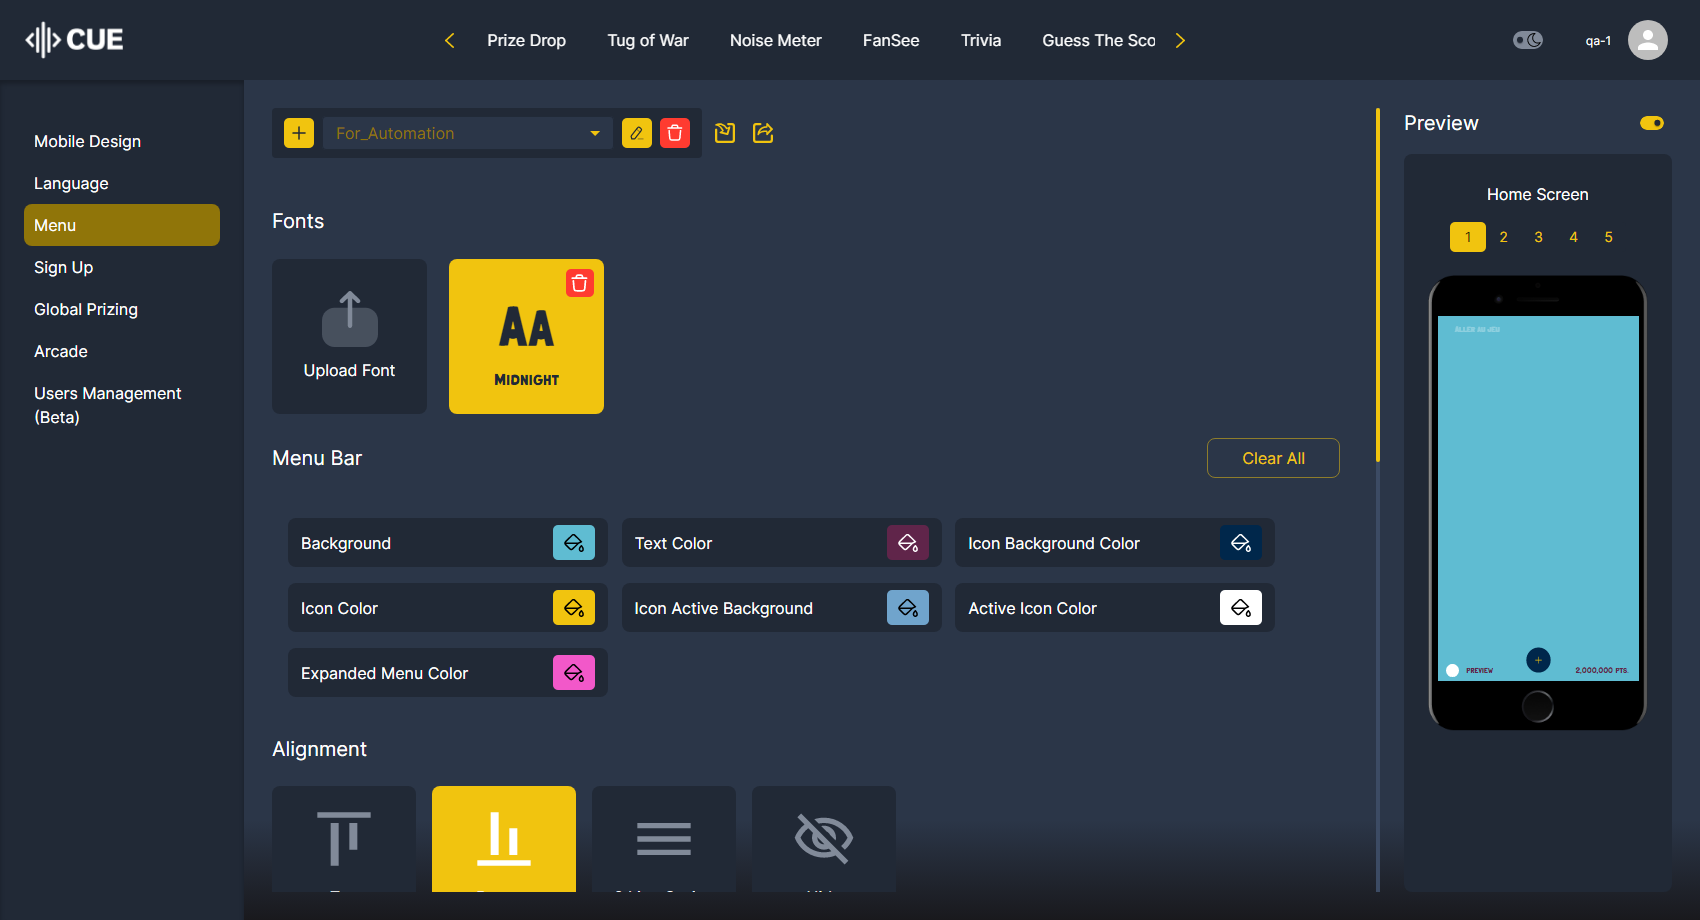 CUE
Prize Drop
Tug of War
Noise Meter
FanSee
Trivia
Guess The Sco
qa-1
Mobile Design
Language
Menu
Sign Up
Global Prizing
Arcade
Users Management
(Beta)
For_Automation
Fonts
Upload Font
AA
MIDNIGHT
Menu Bar
Clear All
Background
Text Color
Icon Background Color
Icon Color
Icon Active Background
Active Icon Color
Expanded Menu Color
Alignment
Preview
Home Screen
1 2 3 4 5
PREVIEW
2,000,000 PTS